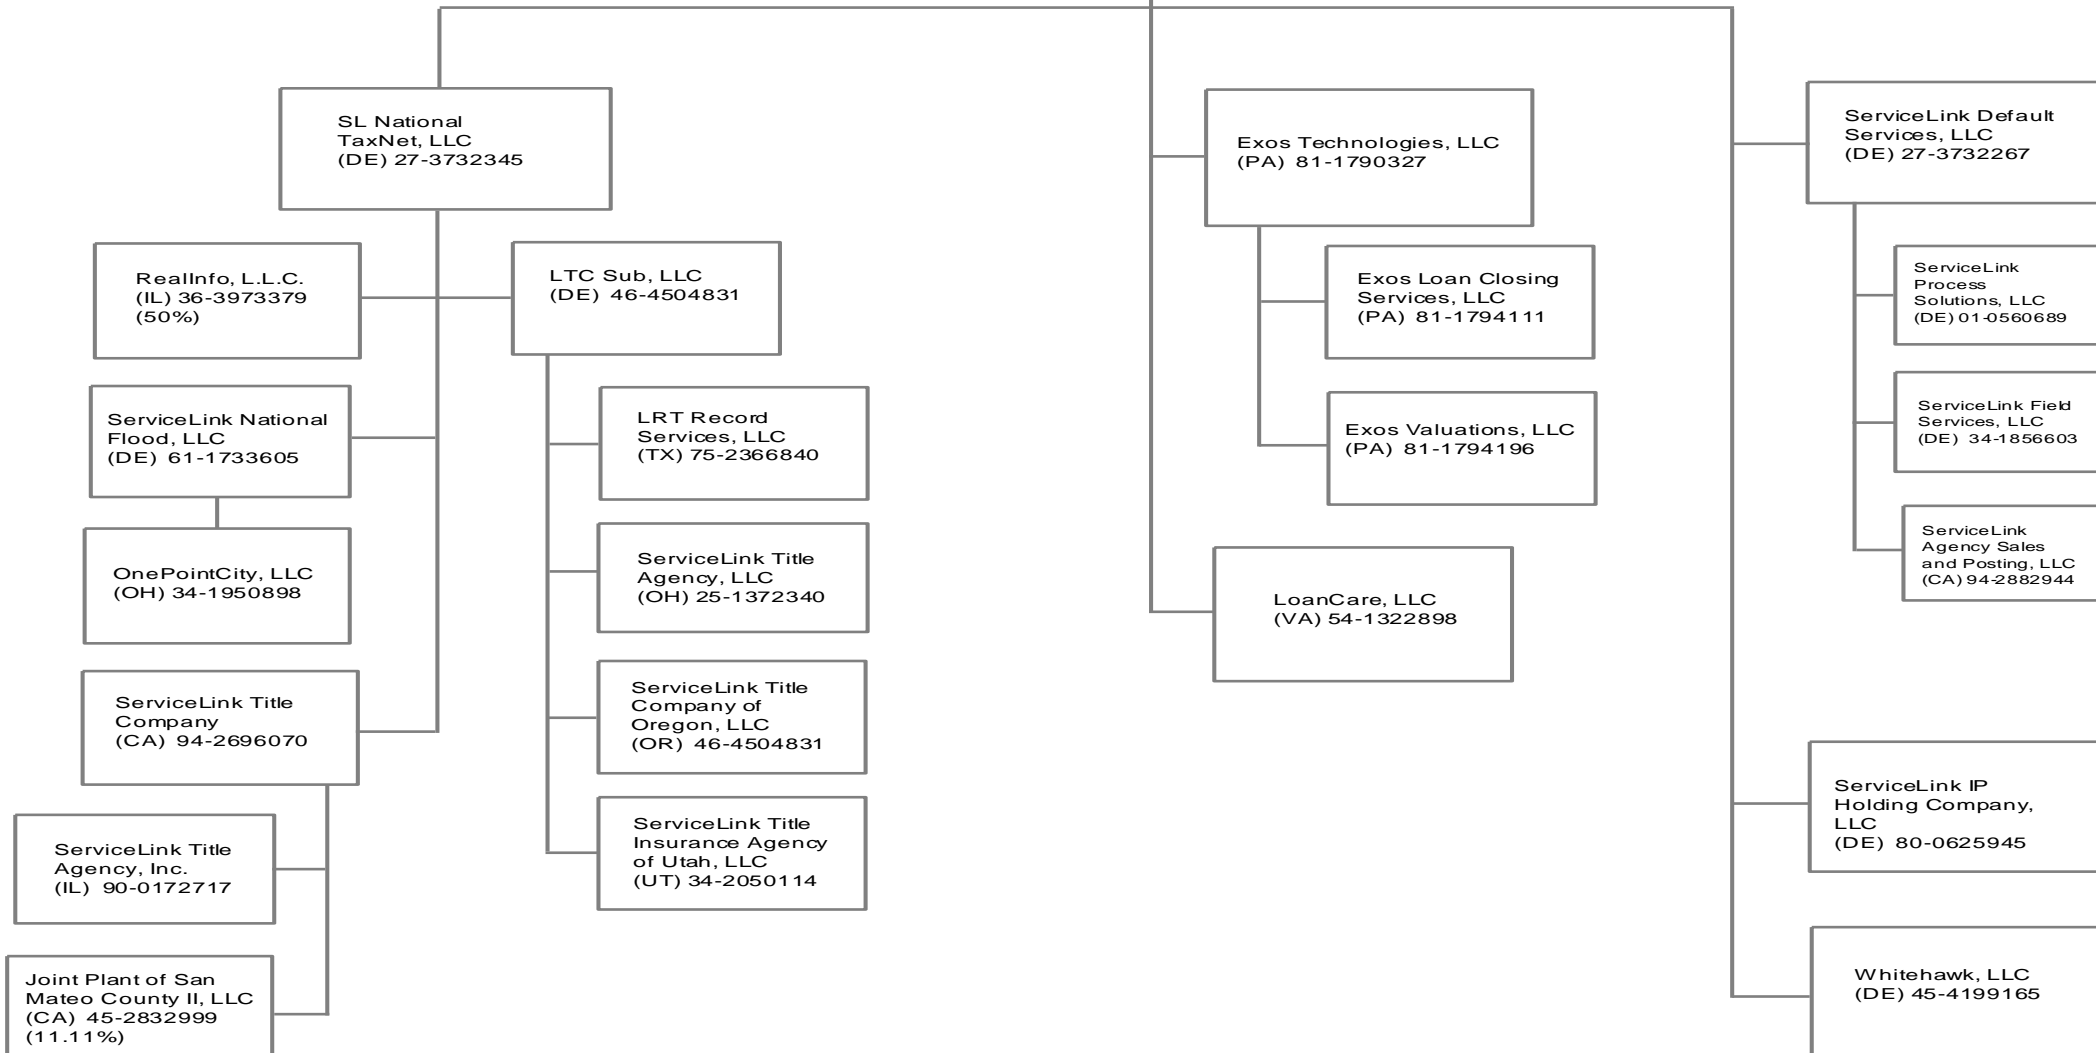 SL National
TaxNet, LLC
(DE) 27-3732345
RealInfo, L.L.C.
(IL) 36-3973379
(50%)
LTC Sub, LLC
(DE) 46-4504831
ServiceLink National
Flood, LLC
(DE) 61-1733605
OnePointCity, LLC
(OH) 34-1950898
ServiceLink Title
Company
(CA) 94-2696070
ServiceLink Title
Agency, Inc.
(IL) 90-0172717
Joint Plant of San
Mateo County II, LLC
(CA) 45-2832999
(11.11%)
LRT Record
Services, LLC
(TX) 75-2366840
ServiceLink Title
Agency, LLC
(OH) 25-1372340
ServiceLink Title
Company of
Oregon, LLC
(OR) 46-4504831
ServiceLink Title
Insurance Agency
of Utah, LLC
(UT) 34-2050114
Exos Technologies, LLC
(PA) 81-1790327
Exos Loan Closing
Services, LLC
(PA) 81-1794111
Exos Valuations, LLC
(PA) 81-1794196
LoanCare, LLC
(VA) 54-1322898
ServiceLink Default
Services, LLC
(DE) 27-3732267
ServiceLink
Process
Solutions, LLC
(DE) 01-0560689
ServiceLink Field
Services, LLC
(DE) 34-1856603
ServiceLink
Agency Sales
and Posting, LLC
(CA) 94-2882944
ServiceLink IP
Holding Company,
LLC
(DE) 80-0625945
Whitehawk, LLC
(DE) 45-4199165